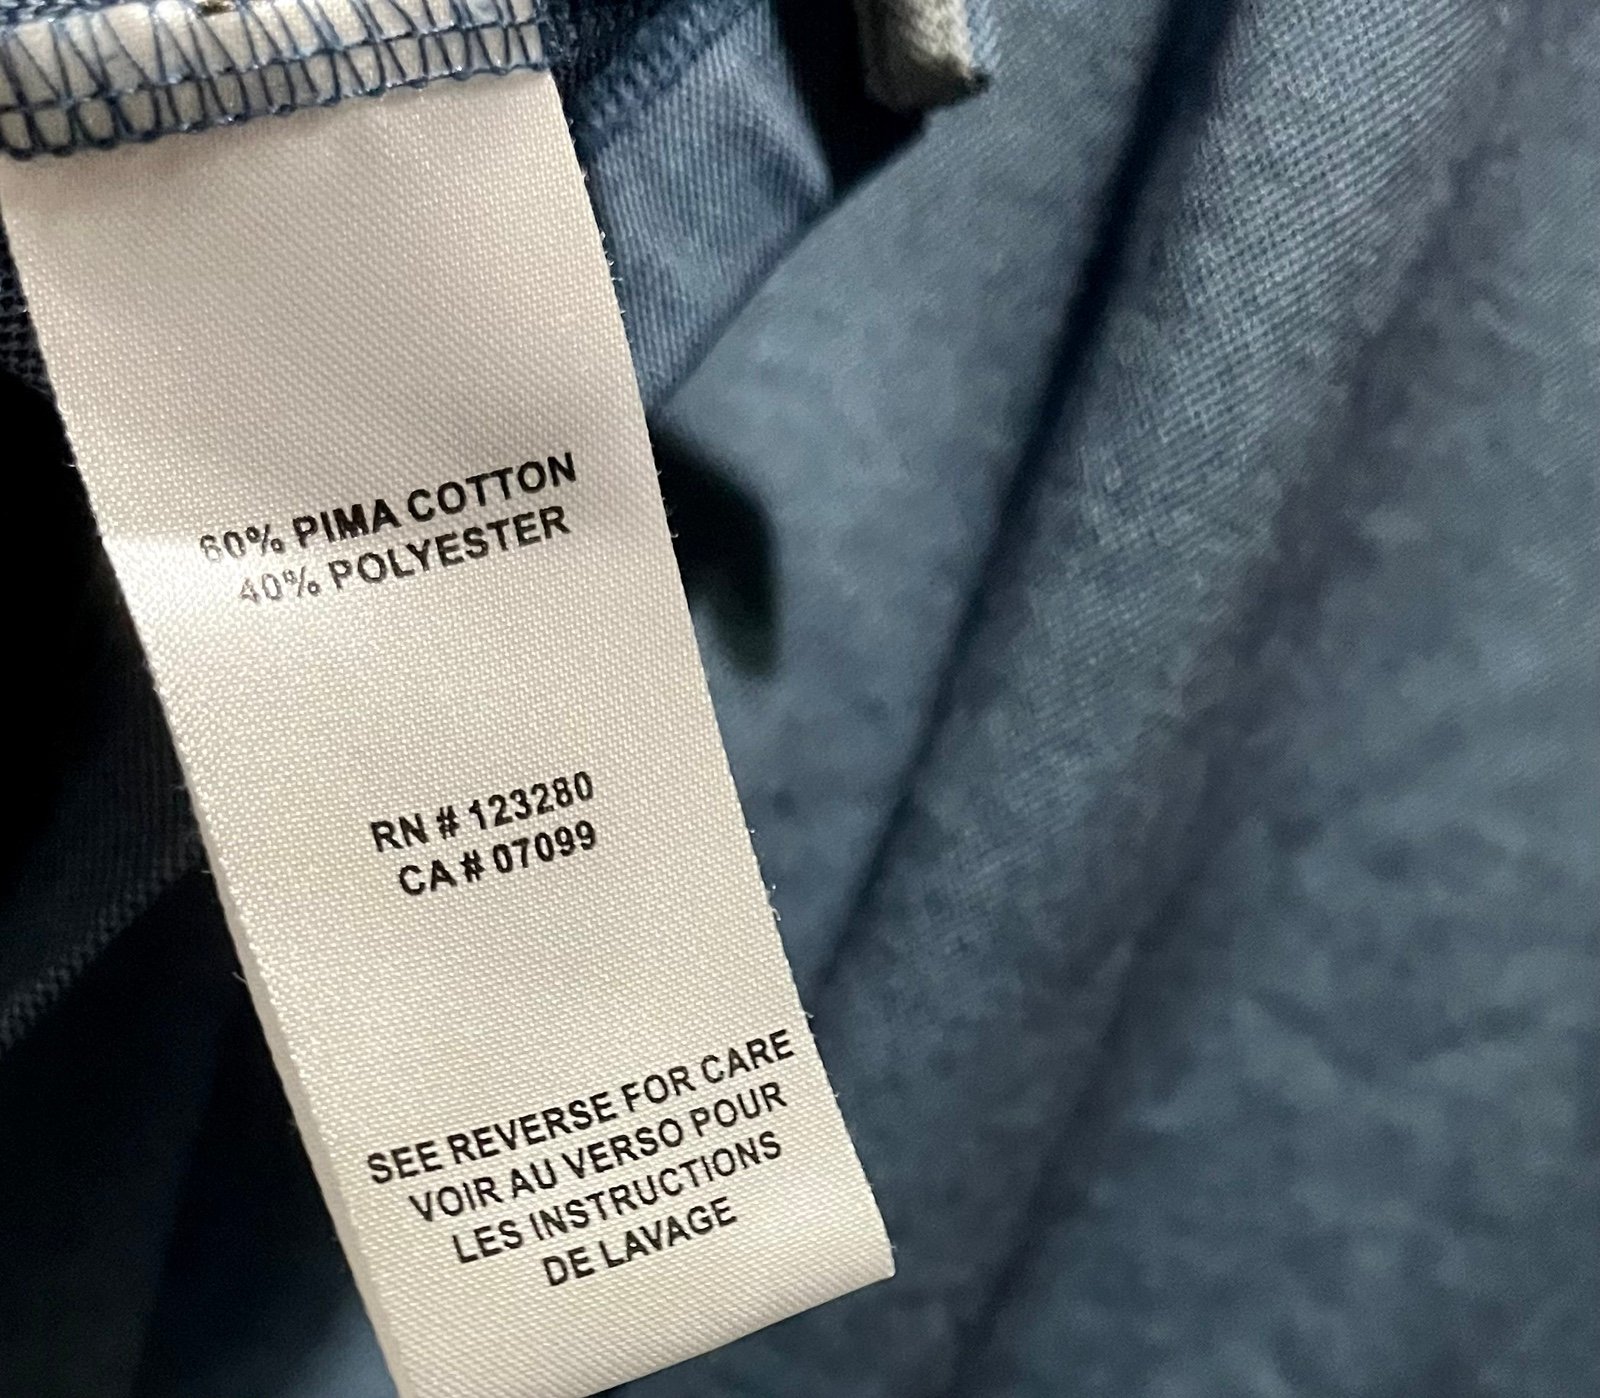 60% PIMA COTTON
40% POLYESTER
RN # 123280
CA # 07099
SEE REVERSE FOR CARE
VOIR AU VERSO POUR
LES INSTRUCTIONS
DE LAVAGE